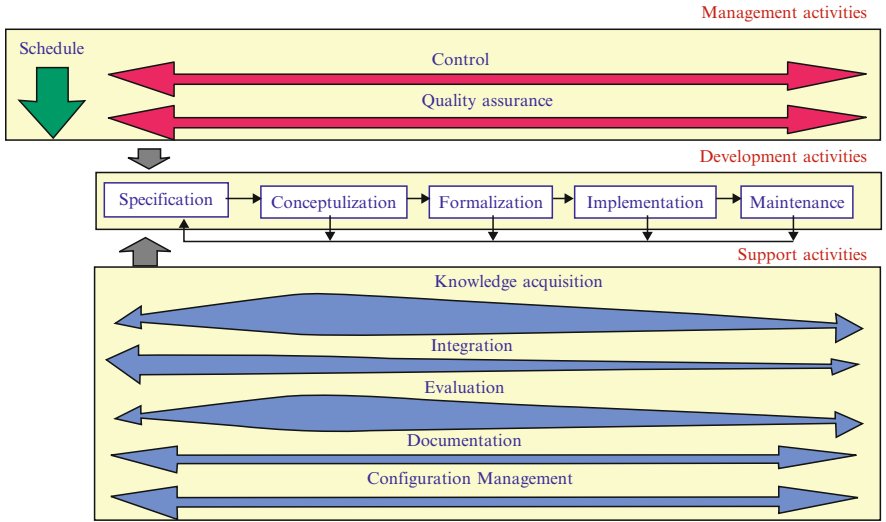 Management activities
Schedule
Control
Quality assurance
Development activities
Specification
Conceptulization
Formalization
Implementation
Maintenance
Support activities
Knowledge acquisition
Integration
Evaluation
Documentation
Configuration Management